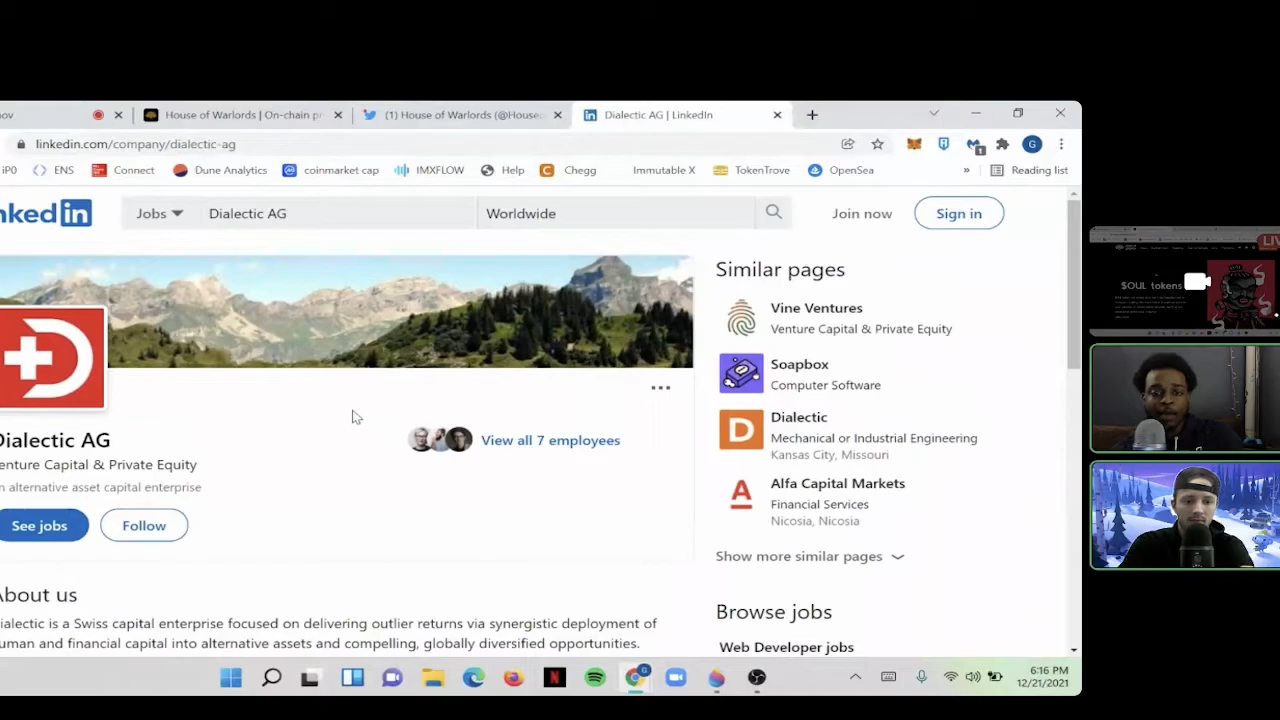 nov
House of Warlords | On-chain pr
(1) House of Warlords (@House
Dialectic AG | LinkedIn
linkedin.com/company/dialectic-ag
iP0
ENS
Connect
Dune Analytics
coinmarket cap
IMXFLOW
Help
Chegg
Immutable X
TokenTrove
OpenSea
»
Reading list
G
nkedin
Jobs
Dialectic AG
Worldwide
Join now
Sign in
Similar pages
Vine Ventures
Venture Capital & Private Equity
Soapbox
Computer Software
Dialectic
Mechanical or Industrial Engineering
Kansas City, Missouri
Alfa Capital Markets
Financial Services
Nicosia, Nicosia
Show more similar pages
Browse jobs
Web Developer jobs
View all 7 employees
Dialectic AG
enture Capital & Private Equity
n alternative asset capital enterprise
See jobs
Follow
About us
ialectic is a Swiss capital enterprise focused on delivering outlier returns via synergistic deployment of
uman and financial capital into alternative assets and compelling, globally diversified opportunities.
6:16 PM
12/21/2021
LIV
$OUL tokens